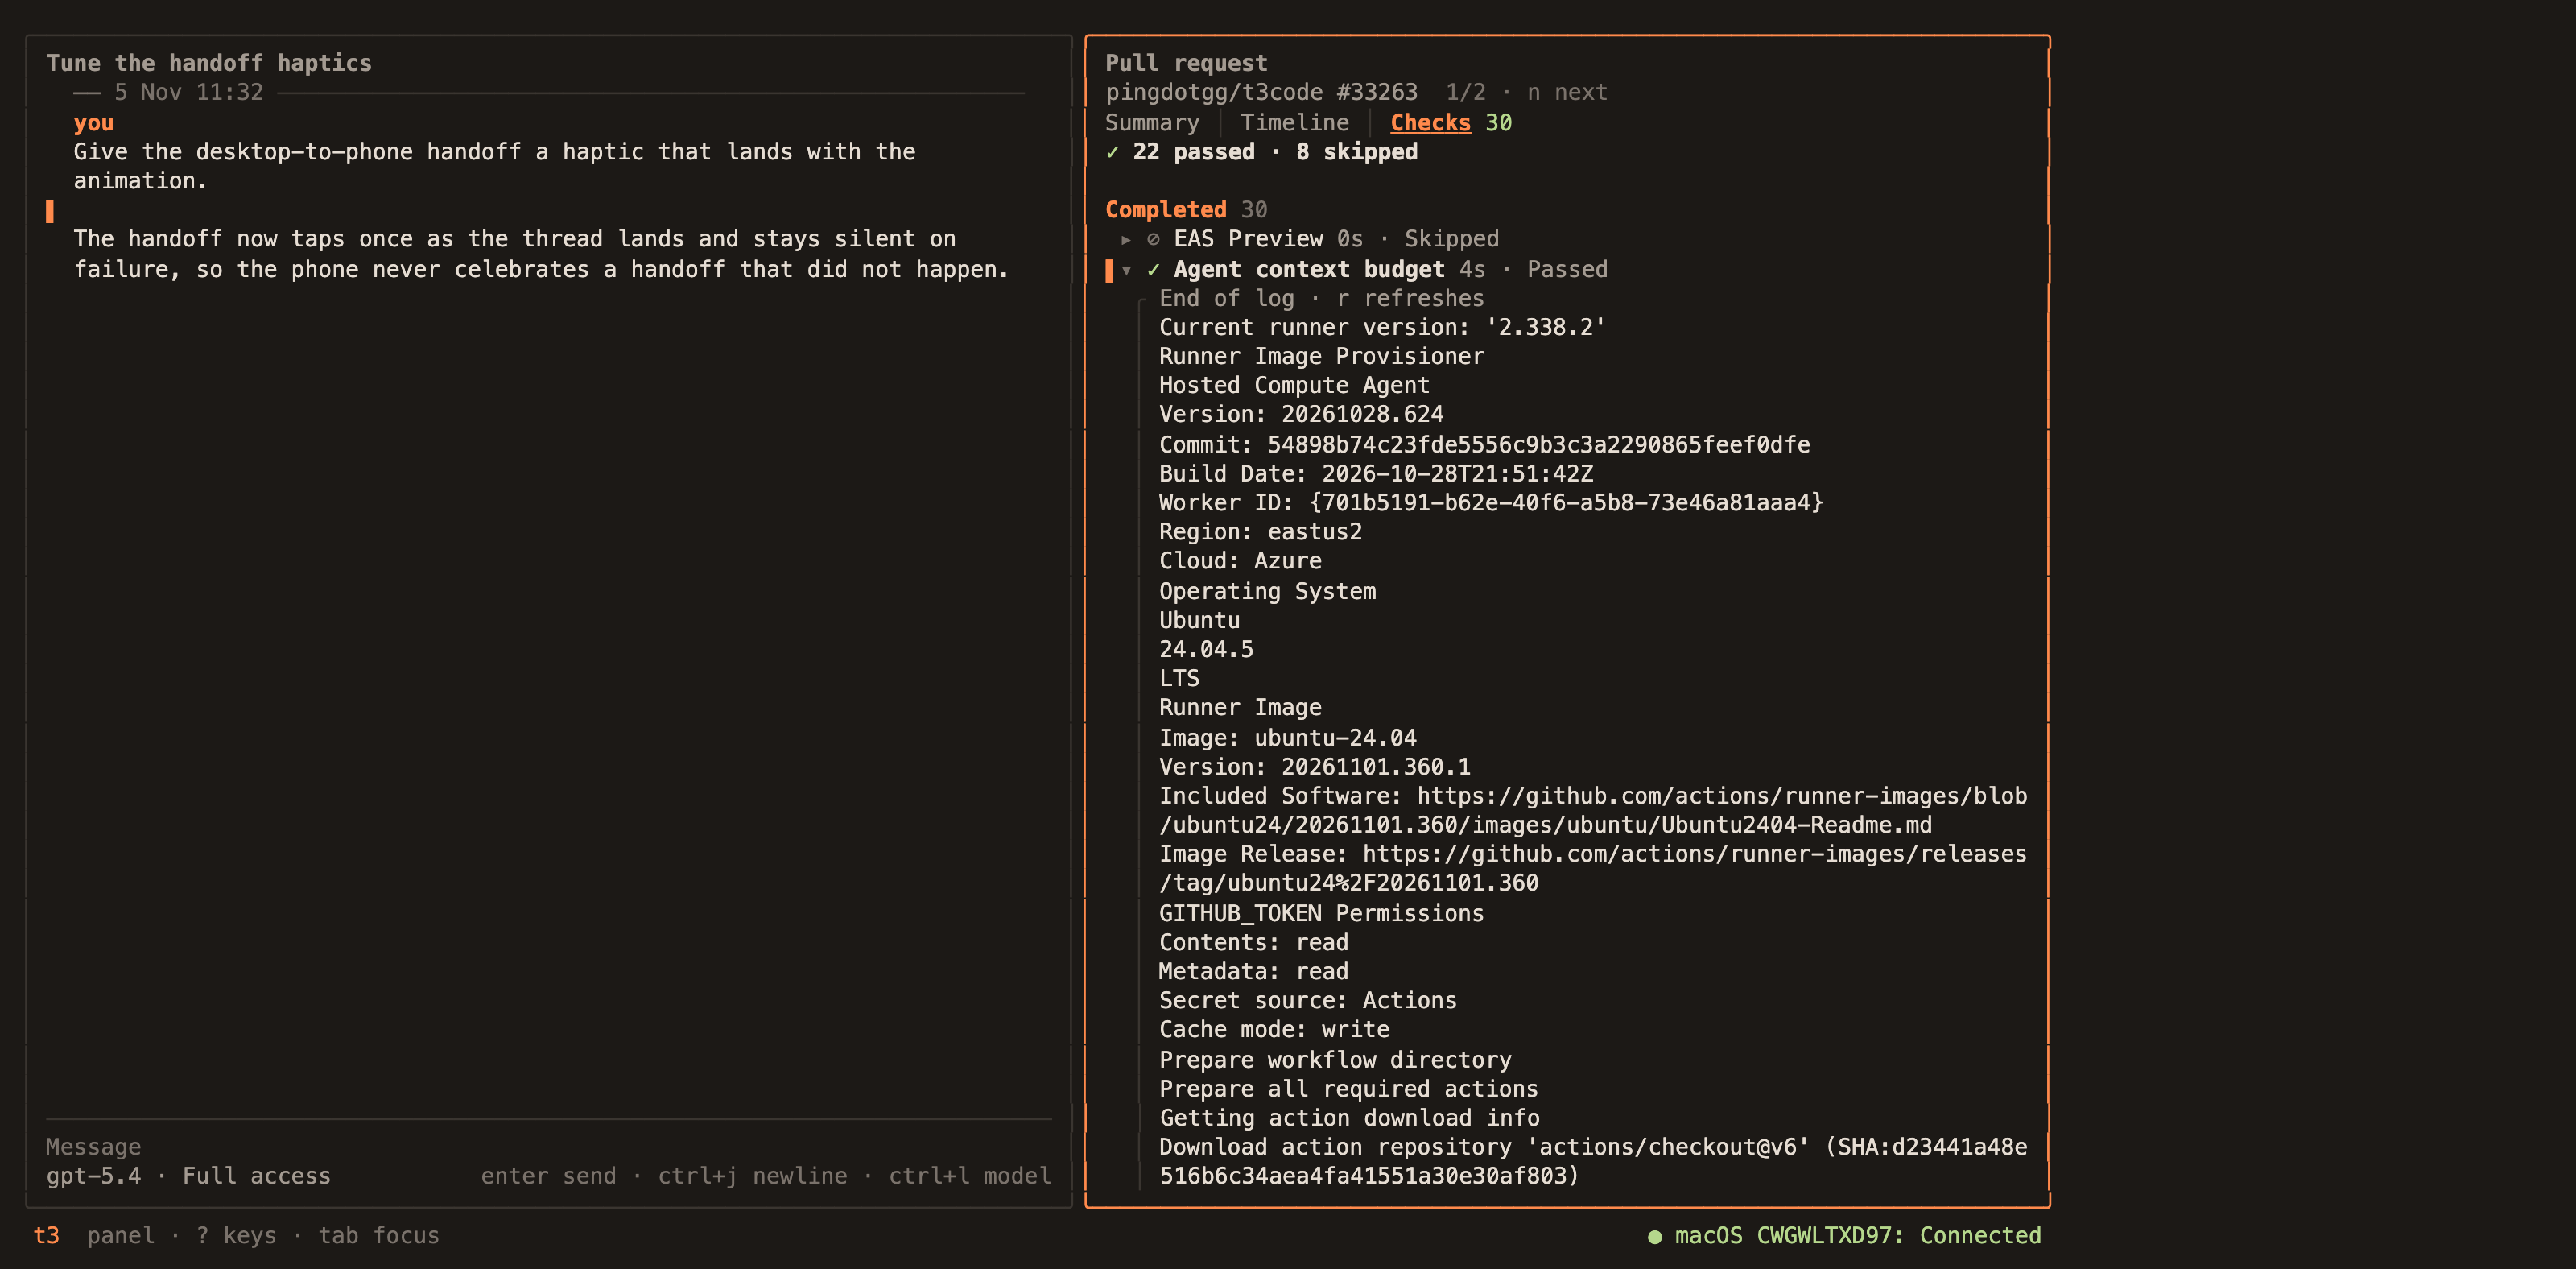 Tune the handoff haptics
5 Nov 11:32
you
Give the desktop-to-phone handoff a haptic that lands with the
animation.
The handoff now taps once as the thread lands and stays silent on
failure, so the phone never celebrates a handoff that did not happen.
Message
gpt-5.4 · Full access enter send · ctrl+j newline · ctrl+l model
Pull request
pingdotgg/t3code #33263 1/2 · n next
Summary │ Timeline │ Checks 30
✓ 22 passed · 8 skipped
Completed 30
▸ ⊘ EAS Preview 0s · Skipped
▾ ✓ Agent context budget 4s · Passed
End of log · r refreshes
Current runner version: '2.338.2'
Runner Image Provisioner
Hosted Compute Agent
Version: 20261028.624
Commit: 54898b74c23fde5556c9b3c3a2290865feef0dfe
Build Date: 2026-10-28T21:51:42Z
Worker ID: {701b5191-b62e-40f6-a5b8-73e46a81aaa4}
Region: eastus2
Cloud: Azure
Operating System
Ubuntu
24.04.5
LTS
Runner Image
Image: ubuntu-24.04
Version: 20261101.360.1
Included Software: https://github.com/actions/runner-images/blob
/ubuntu24/20261101.360/images/ubuntu/Ubuntu2404-Readme.md
Image Release: https://github.com/actions/runner-images/releases
/tag/ubuntu24%2F20261101.360
GITHUB_TOKEN Permissions
Contents: read
Metadata: read
Secret source: Actions
Cache mode: write
Prepare workflow directory
Prepare all required actions
Getting action download info
Download action repository 'actions/checkout@v6' (SHA:d23441a48e
516b6c34aea4fa41551a30e30af803)
t3 panel · ? keys · tab focus
● macOS CWGWLTXD97: Connected